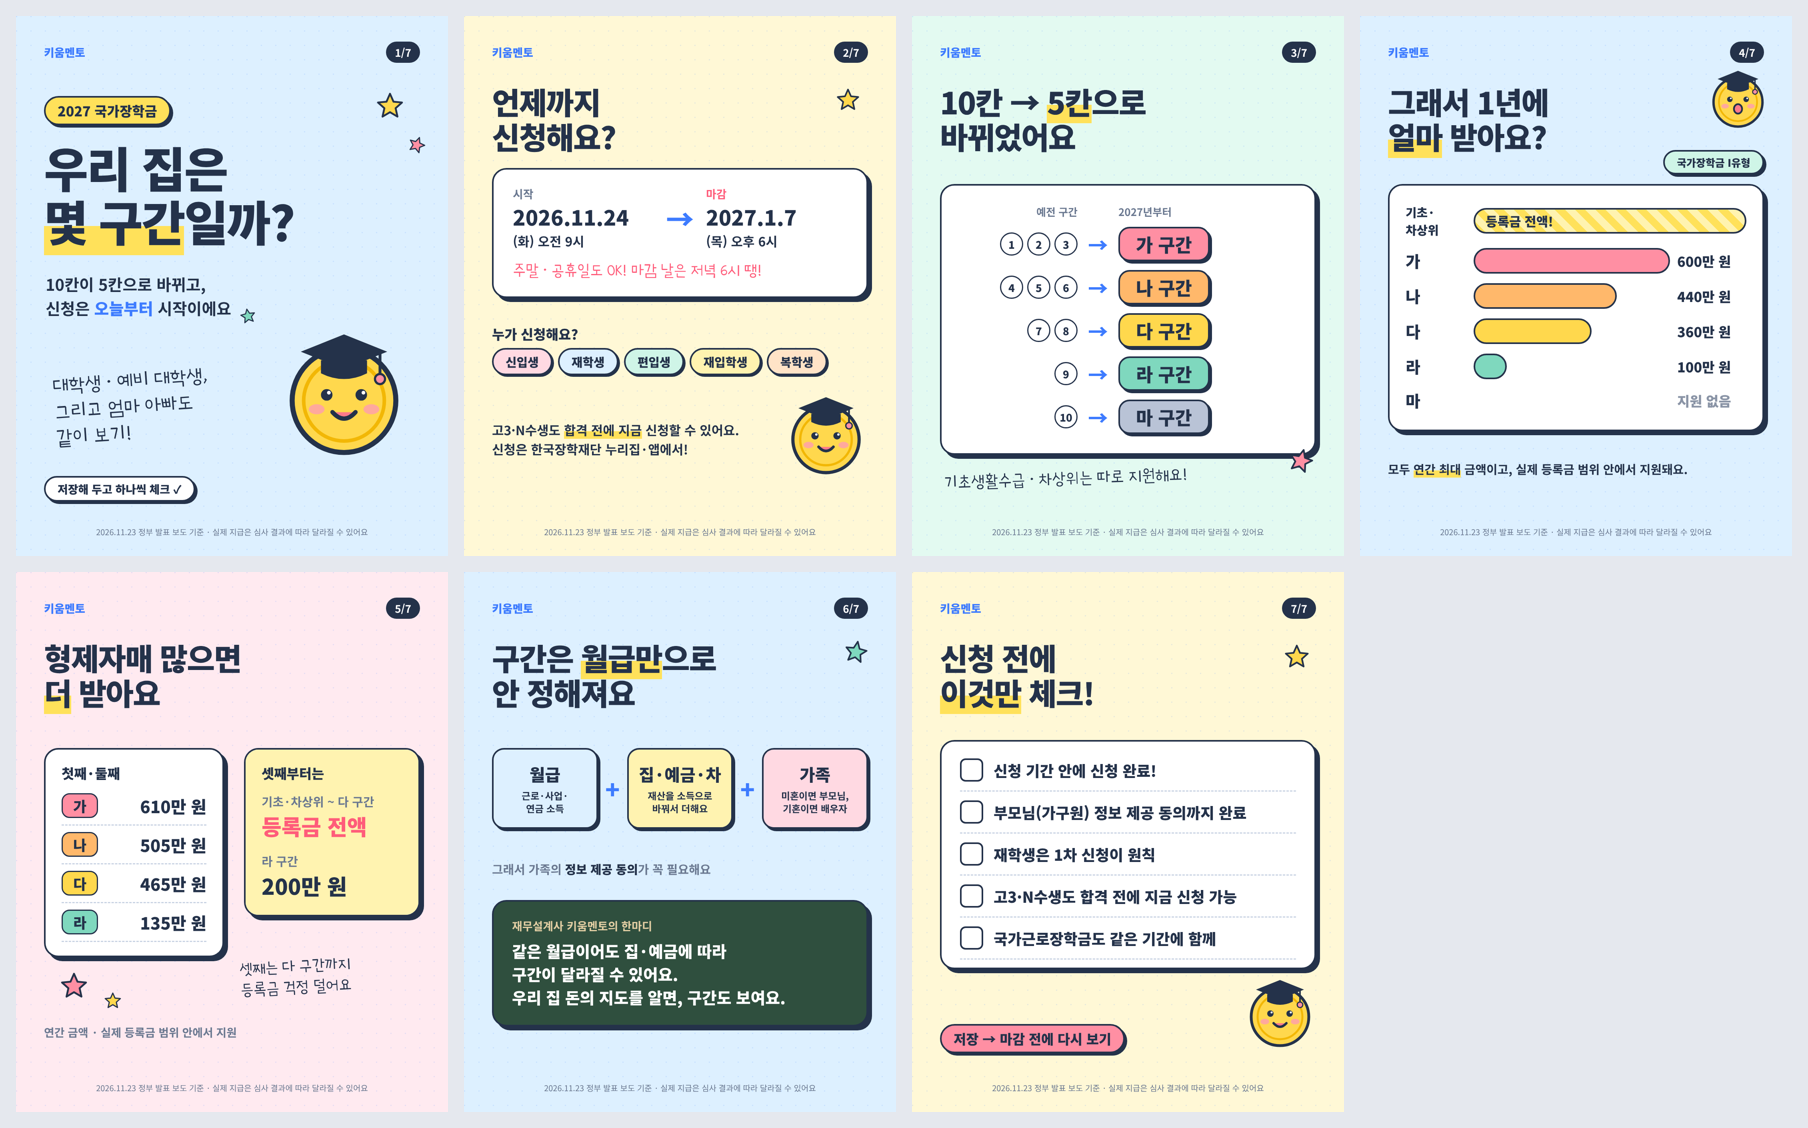 키움멘토
1/7
2027 국가장학금
우리 집은
몇 구간일까?
10칸이 5칸으로 바뀌고,
신청은 오늘부터 시작이에요
대학생 · 예비 대학생,
그리고 엄마 아빠도
같이 보기!
저장해 두고 하나씩 체크 ✓
2026.11.23 정부 발표 보도 기준 · 실제 지급은 심사 결과에 따라 달라질 수 있어요
키움멘토
2/7
언제까지
신청해요?
시작
마감
2026.11.24 → 2027.1.7
(화) 오전 9시
(목) 오후 6시
주말 · 공휴일도 OK! 마감 날은 저녁 6시 땡!
누가 신청해요?
신입생 재학생 편입생 재입학생 복학생
고3·N수생도 합격 전에 지금 신청할 수 있어요.
신청은 한국장학재단 누리집·앱에서!
2026.11.23 정부 발표 보도 기준 · 실제 지급은 심사 결과에 따라 달라질 수 있어요
키움멘토
3/7
10칸 → 5칸으로
바뀌었어요
예전 구간
2027년부터
1 2 3 → 가 구간
4 5 6 → 나 구간
7 8 → 다 구간
9 → 라 구간
10 → 마 구간
기초생활수급 · 차상위는 따로 지원해요!
2026.11.23 정부 발표 보도 기준 · 실제 지급은 심사 결과에 따라 달라질 수 있어요
키움멘토
4/7
그래서 1년에
얼마 받아요?
국가장학금 I유형
기초·
차상위
등록금 전액!
가 600만 원
나 440만 원
다 360만 원
라 100만 원
마 지원 없음
모두 연간 최대 금액이고, 실제 등록금 범위 안에서 지원돼요.
2026.11.23 정부 발표 보도 기준 · 실제 지급은 심사 결과에 따라 달라질 수 있어요
키움멘토
5/7
형제자매 많으면
더 받아요
첫째·둘째
가 610만 원
나 505만 원
다 465만 원
라 135만 원
셋째부터는
기초·차상위 ~ 다 구간
등록금 전액
라 구간
200만 원
셋째는 다 구간까지
등록금 걱정 덜어요
연간 금액 · 실제 등록금 범위 안에서 지원
2026.11.23 정부 발표 보도 기준 · 실제 지급은 심사 결과에 따라 달라질 수 있어요
키움멘토
6/7
구간은 월급만으로
안 정해져요
월급
근로·사업·
연금 소득
+
집·예금·차
재산을 소득으로
바꿔서 더해요
+
가족
미혼이면 부모님,
기혼이면 배우자
그래서 가족의 정보 제공 동의가 꼭 필요해요
재무설계사 키움멘토의 한마디
같은 월급이어도 집·예금에 따라
구간이 달라질 수 있어요.
우리 집 돈의 지도를 알면, 구간도 보여요.
2026.11.23 정부 발표 보도 기준 · 실제 지급은 심사 결과에 따라 달라질 수 있어요
키움멘토
7/7
신청 전에
이것만 체크!
신청 기간 안에 신청 완료!
부모님(가구원) 정보 제공 동의까지 완료
재학생은 1차 신청이 원칙
고3·N수생도 합격 전에 지금 신청 가능
국가근로장학금도 같은 기간에 함께
저장 → 마감 전에 다시 보기
2026.11.23 정부 발표 보도 기준 · 실제 지급은 심사 결과에 따라 달라질 수 있어요